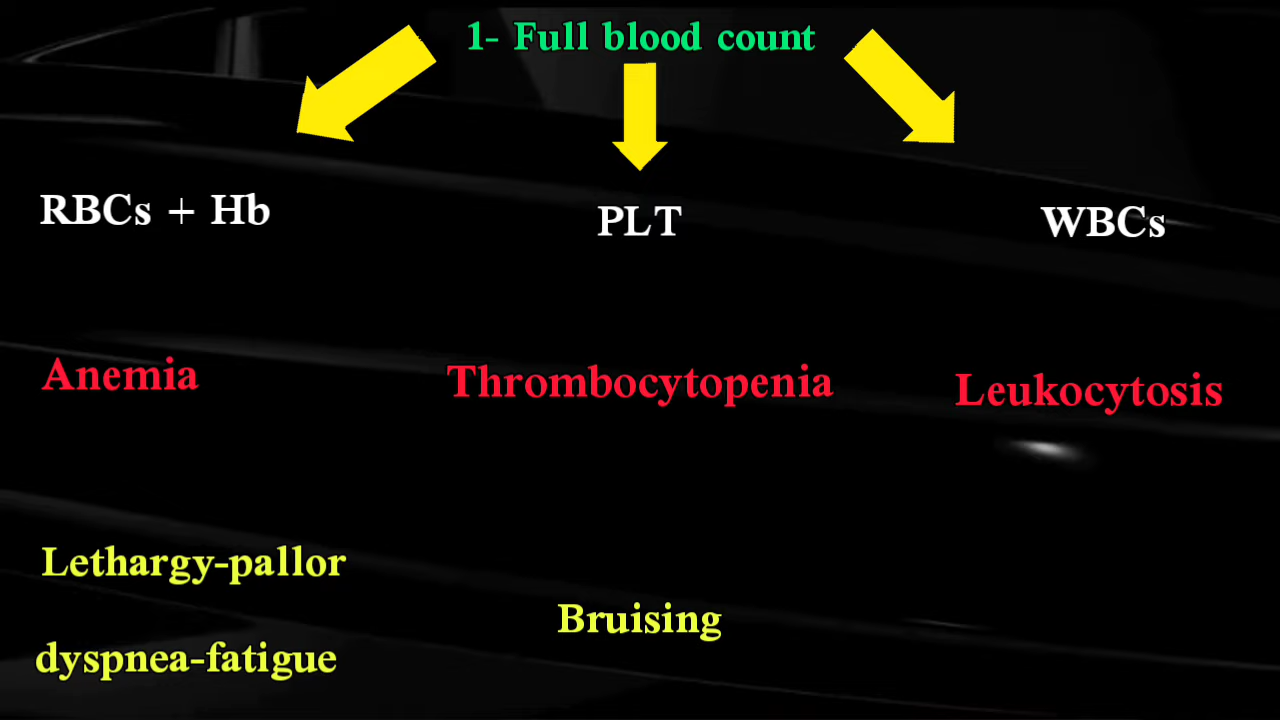 1- Full blood count
RBCs + Hb
PLT
WBCs
Anemia
Thrombocytopenia
Leukocytosis
Lethargy-pallor
dyspnea-fatigue
Bruising